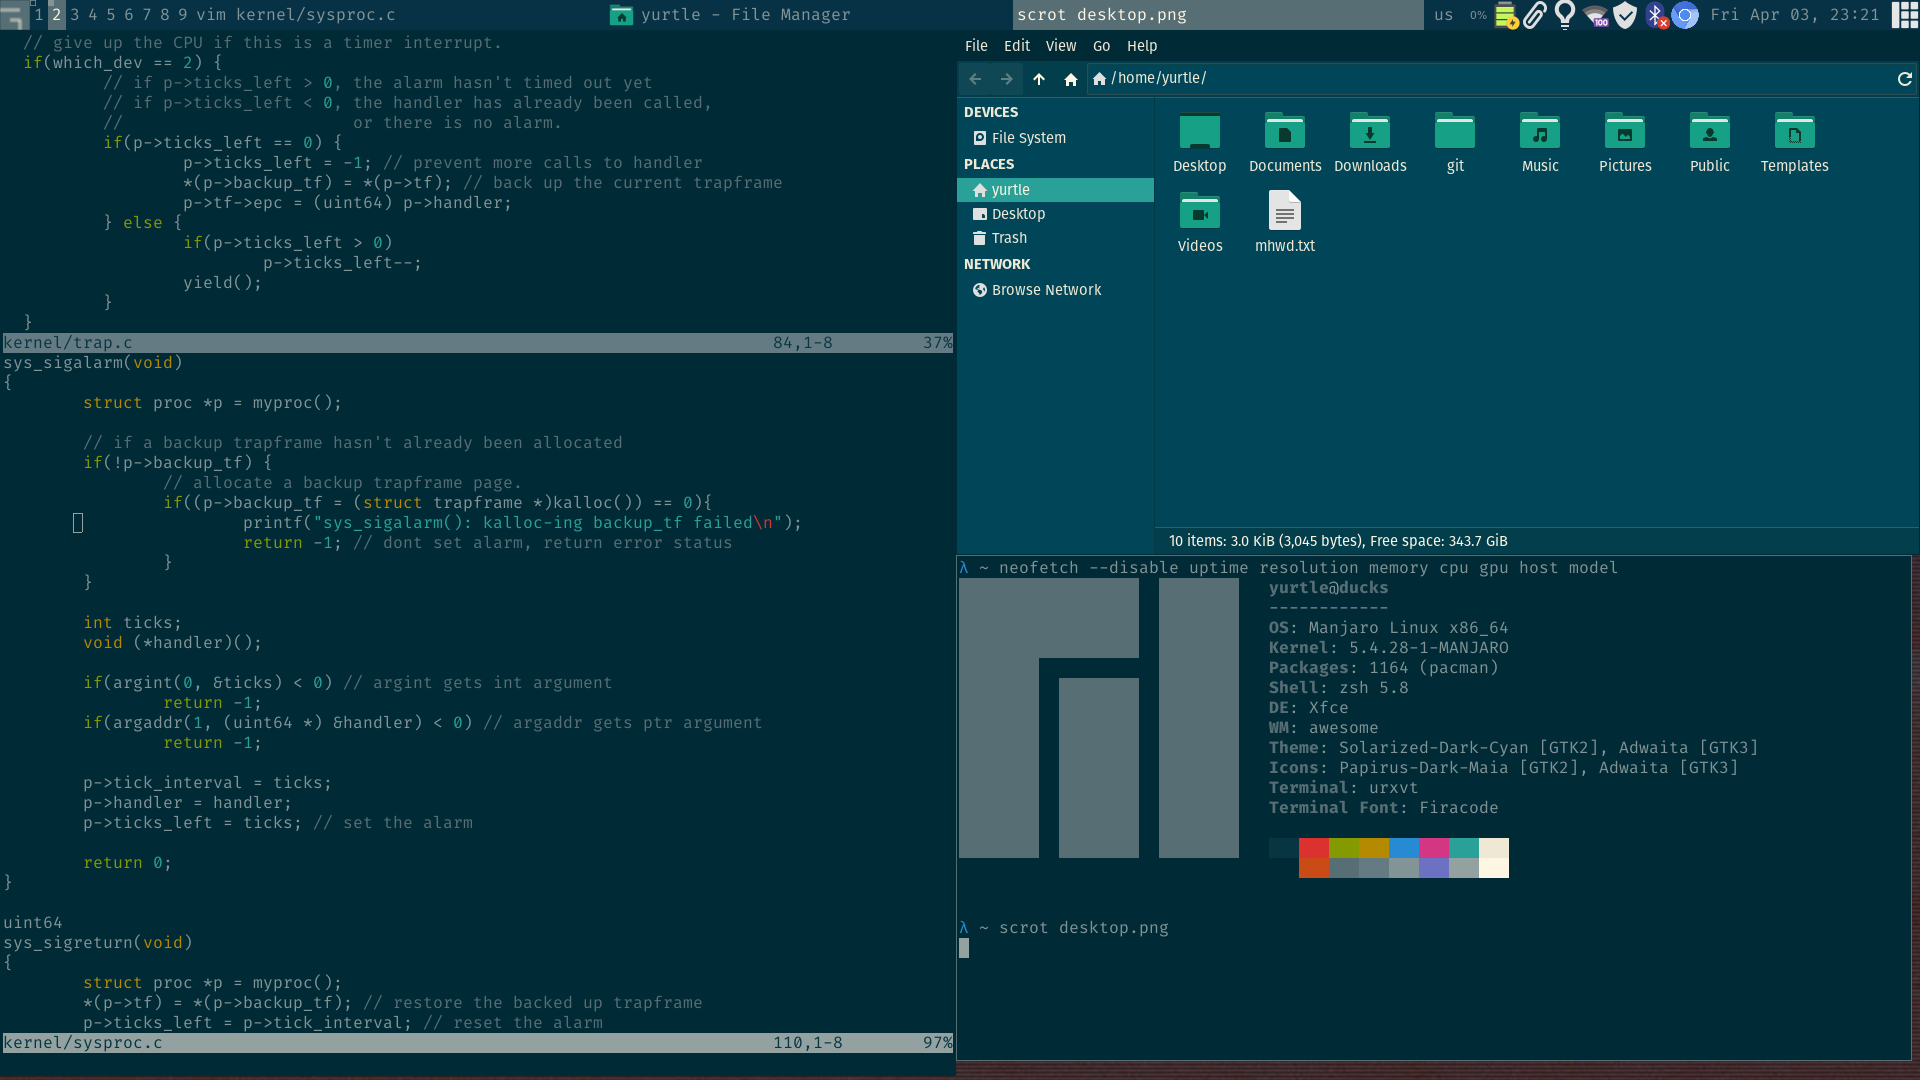 1 2 3 4 5 6 7 8 9 vim kernel/sysproc.c
yurtle - File Manager
scrot desktop.png
us 0% 100 Fri Apr 03, 23:21
// give up the CPU if this is a timer interrupt.
if(which_dev == 2) {
// if p->ticks_left > 0, the alarm hasn't timed out yet
// if p->ticks_left < 0, the handler has already been called,
// or there is no alarm.
if(p->ticks_left == 0) {
p->ticks_left = -1; // prevent more calls to handler
*(p->backup_tf) = *(p->tf); // back up the current trapframe
p->tf->epc = (uint64) p->handler;
} else {
if(p->ticks_left > 0)
p->ticks_left--;
yield();
}
}
kernel/trap.c 84,1-8 37%
sys_sigalarm(void)
{
struct proc *p = myproc();
// if a backup trapframe hasn't already been allocated
if(!p->backup_tf) {
// allocate a backup trapframe page.
if((p->backup_tf = (struct trapframe *)kalloc()) == 0){
printf("sys_sigalarm(): kalloc-ing backup_tf failed\n");
return -1; // dont set alarm, return error status
}
}
int ticks;
void (*handler)();
if(argint(0, &ticks) < 0) // argint gets int argument
return -1;
if(argaddr(1, (uint64 *) &handler) < 0) // argaddr gets ptr argument
return -1;
p->tick_interval = ticks;
p->handler = handler;
p->ticks_left = ticks; // set the alarm
return 0;
}
uint64
sys_sigreturn(void)
{
struct proc *p = myproc();
*(p->tf) = *(p->backup_tf); // restore the backed up trapframe
p->ticks_left = p->tick_interval; // reset the alarm
kernel/sysproc.c 110,1-8 97%
File Edit View Go Help
/home/yurtle/
DEVICES
File System
PLACES
yurtle
Desktop
Trash
NETWORK
Browse Network
Desktop Documents Downloads git Music Pictures Public Templates
Videos mhwd.txt
10 items: 3.0 KiB (3,045 bytes), Free space: 343.7 GiB
λ ~ neofetch --disable uptime resolution memory cpu gpu host model
yurtle@ducks
------------
OS: Manjaro Linux x86_64
Kernel: 5.4.28-1-MANJARO
Packages: 1164 (pacman)
Shell: zsh 5.8
DE: Xfce
WM: awesome
Theme: Solarized-Dark-Cyan [GTK2], Adwaita [GTK3]
Icons: Papirus-Dark-Maia [GTK2], Adwaita [GTK3]
Terminal: urxvt
Terminal Font: Firacode
λ ~ scrot desktop.png